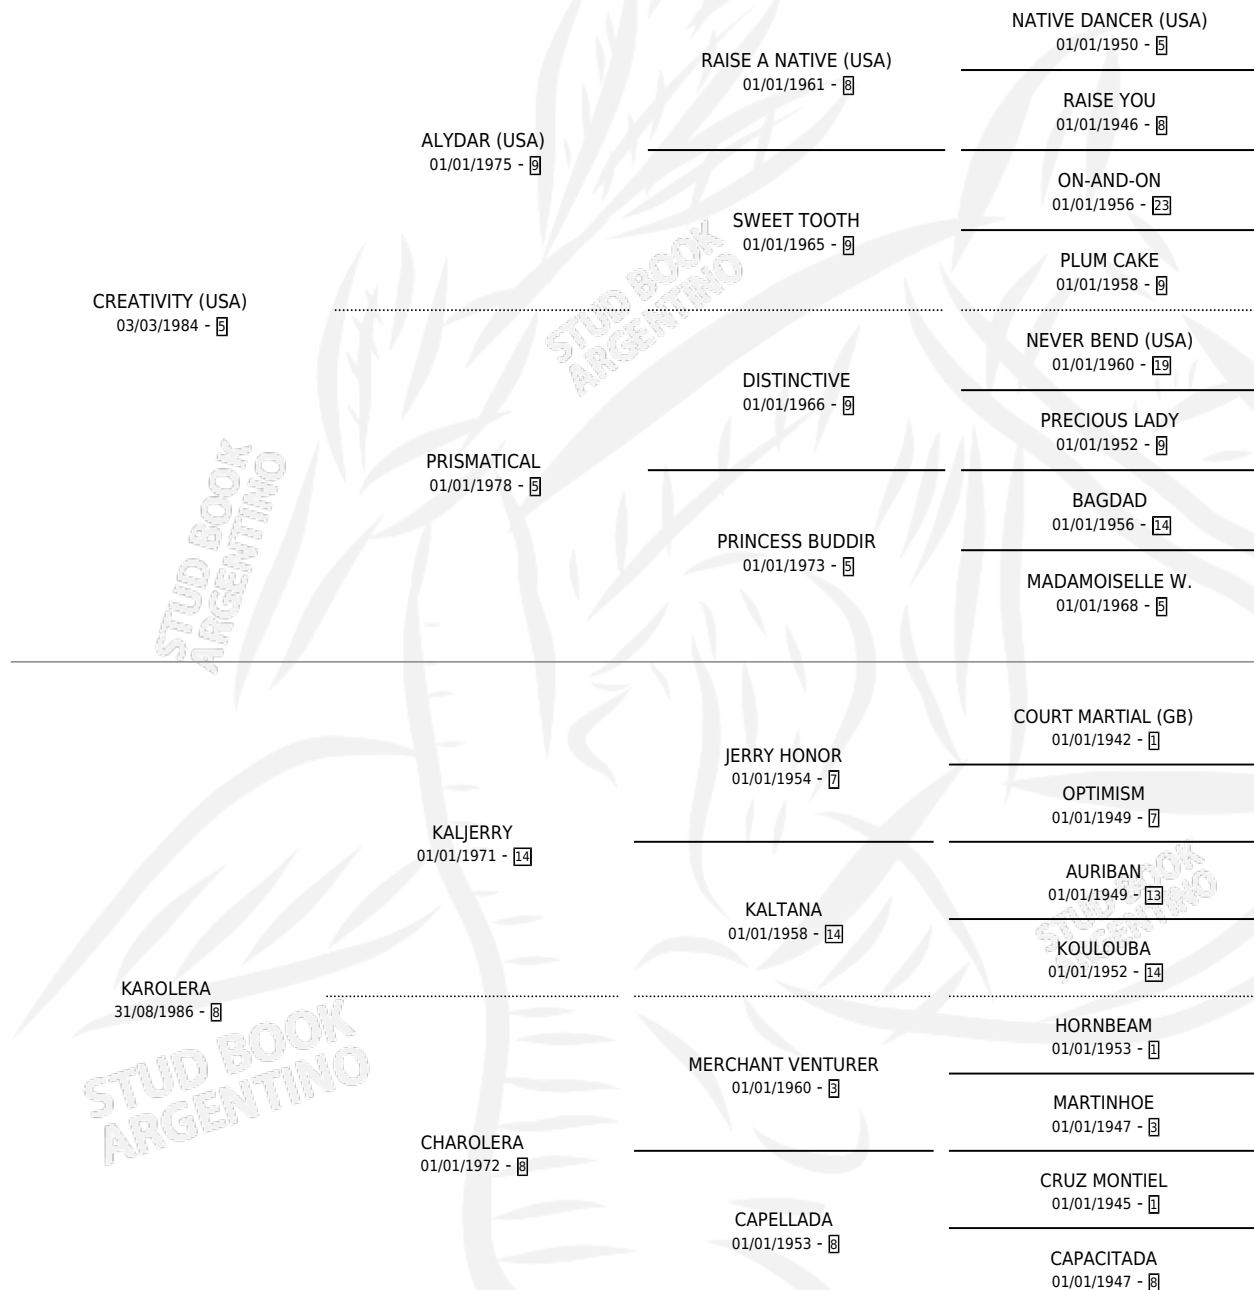 NATIVE DANCER (USA)
01/01/1950 - 5
RAISE A NATIVE (USA)
01/01/1961 - 8
RAISE YOU
01/01/1946 - 8
ALYDAR (USA)
01/01/1975 - 9
ON-AND-ON
01/01/1956 - 23
SWEET TOOTH
01/01/1965 - 9
PLUM CAKE
01/01/1958 - 9
CREATIVITY (USA)
03/03/1984 - 5
NEVER BEND (USA)
01/01/1960 - 19
DISTINCTIVE
01/01/1966 - 9
PRECIOUS LADY
01/01/1952 - 9
PRISMATICAL
01/01/1978 - 5
BAGDAD
01/01/1956 - 14
PRINCESS BUDDIR
01/01/1973 - 5
MADAMOISELLE W.
01/01/1968 - 5
COURT MARTIAL (GB)
01/01/1942 - 1
JERRY HONOR
01/01/1954 - 7
OPTIMISM
01/01/1949 - 7
KALJERRY
01/01/1971 - 14
AURIBAN
01/01/1949 - 13
KALTANA
01/01/1958 - 14
KOULOUBA
01/01/1952 - 14
KAROLERA
31/08/1986 - 8
HORNBEAM
01/01/1953 - 1
MERCHANT VENTURER
01/01/1960 - 3
MARTINHOE
01/01/1947 - 3
CHAROLERA
01/01/1972 - 8
CRUZ MONTIEL
01/01/1945 - 1
CAPELLADA
01/01/1953 - 8
CAPACITADA
01/01/1947 - 8
STUD BOOK
ARGENTINO
STUD BOOK
ARGENTINO
STUD BOOK
ARGENTINO
STUD BOOK
ARGENTINO